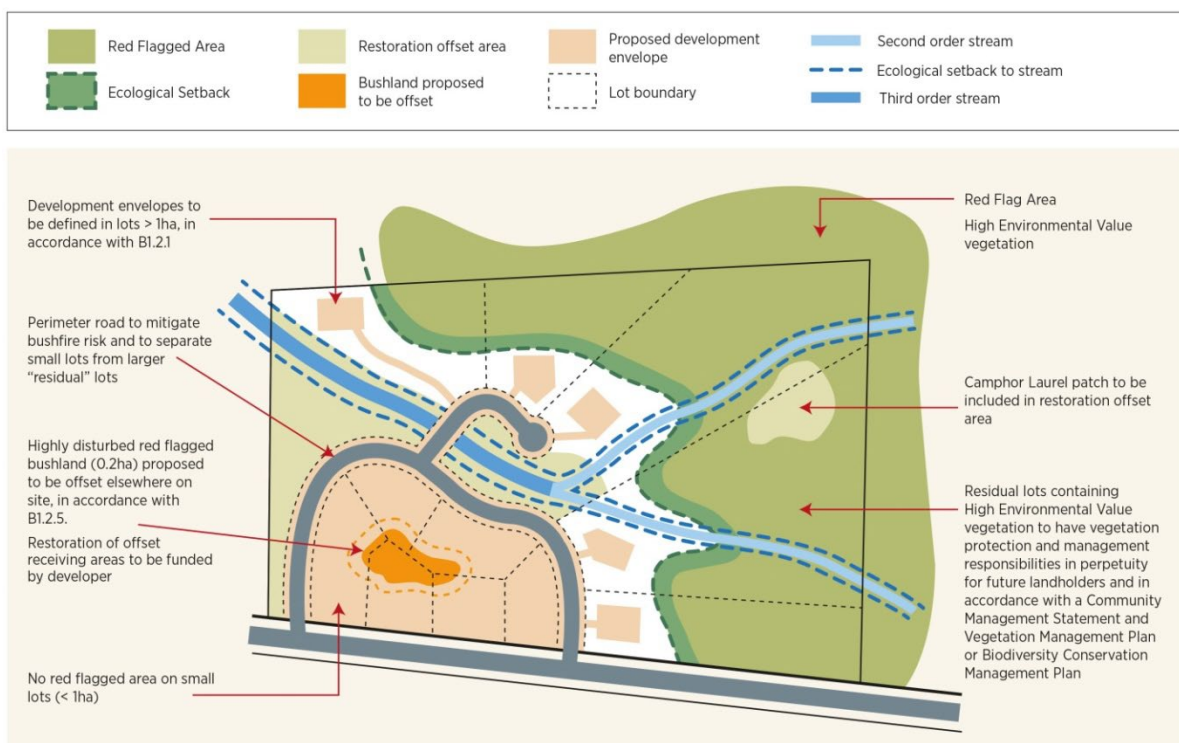 Red Flagged Area
Ecological Setback
Restoration offset area
Bushland proposed
to be offset
Proposed development
envelope
Lot boundary
Second order stream
Ecological setback to stream
Third order stream
Development envelopes
to be defined in lots > 1ha, in
accordance with B1.2.1
Perimeter road to mitigate
bushfire risk and to separate
small lots from larger
“residual” lots
Highly disturbed red flagged
bushland (0.2ha) proposed
to be offset elsewhere on
site, in accordance with
B1.2.5.
Restoration of offset
receiving areas to be funded
by developer
No red flagged area on small
lots (< 1ha)
Red Flag Area
High Environmental Value
vegetation
Camphor Laurel patch to be
included in restoration offset
area
Residual lots containing
High Environmental Value
vegetation to have vegetation
protection and management
responsibilities in perpetuity
for future landholders and in
accordance with a Community
Management Statement and
Vegetation Management Plan
or Biodiversity Conservation
Management Plan